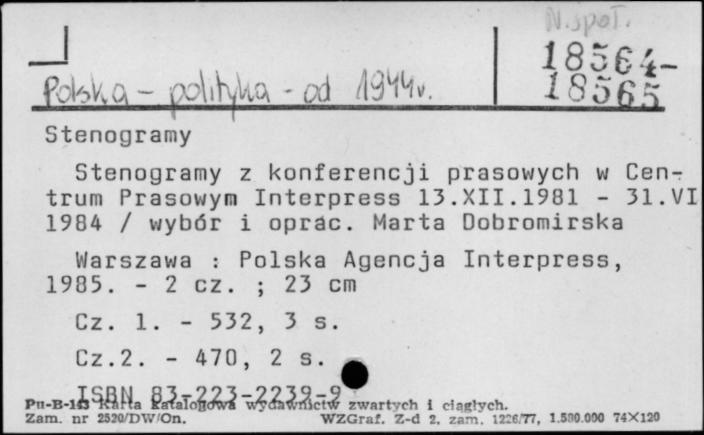 N.społ.
18564-
18565
Polska - polityka - od 1944r.
Stenogramy
Stenogramy z konferencji prasowych w Cen-
trum Prasowym Interpress 13.XII.1981 - 31.VI
1984 / wybór i oprac. Marta Dobromirska
Warszawa : Polska Agencja Interpress,
1985. - 2 cz. ; 23 cm
Cz. 1. - 532, 3 s.
Cz.2. - 470, 2 s.
ISBN 83-223-2239-9
Pu-B-143 Karta katalogowa wydawnictw zwartych i ciągłych.
Zam. nr 2520/DW/On. WZGraf. Z-d 2, zam. 1226/77, 1.500.000 74×120